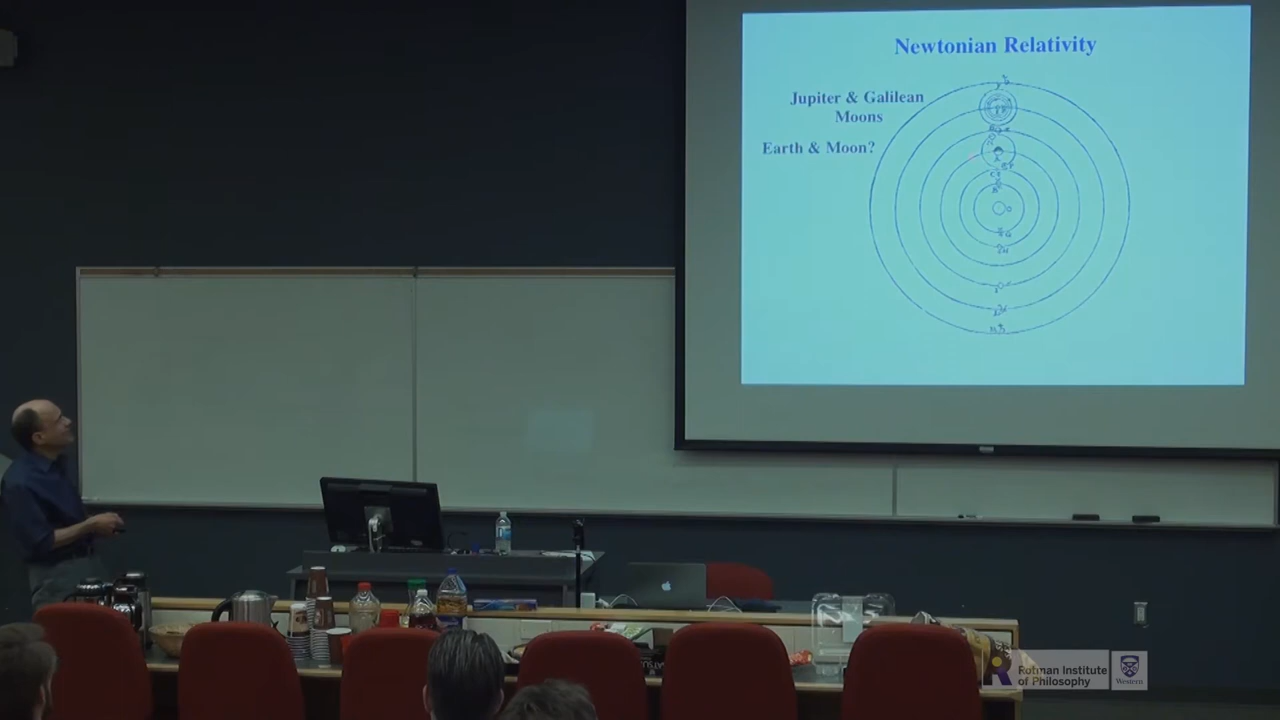 Newtonian Relativity
Jupiter & Galilean
Moons
Earth & Moon?
Rotman Institute
of Philosophy
Western